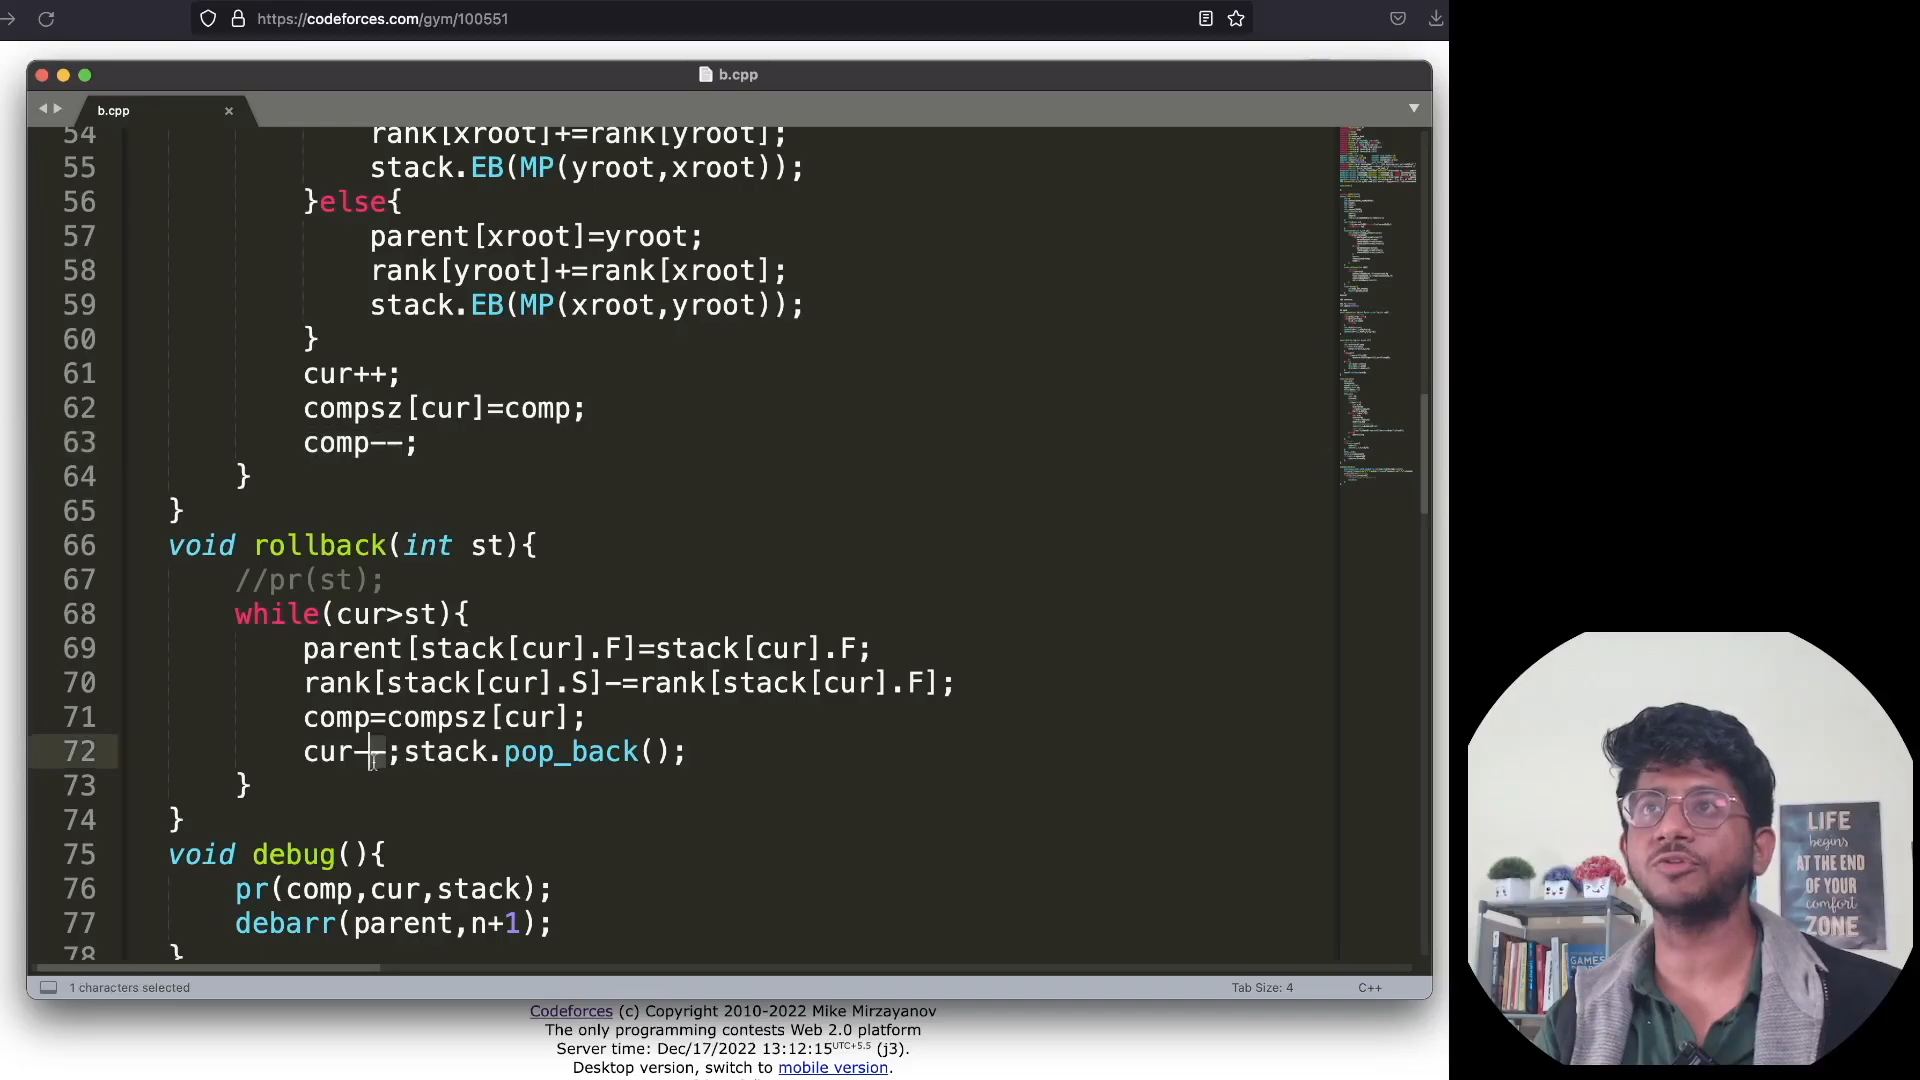 https://codeforces.com/gym/100551
b.cpp
b.cpp
54 rank[xroot]+=rank[yroot];
55 stack.EB(MP(yroot,xroot));
56 }else{
57 parent[xroot]=yroot;
58 rank[yroot]+=rank[xroot];
59 stack.EB(MP(xroot,yroot));
60 }
61 cur++;
62 compsz[cur]=comp;
63 comp--;
64 }
65 }
66 void rollback(int st){
67 //pr(st);
68 while(cur>st){
69 parent[stack[cur].F]=stack[cur].F;
70 rank[stack[cur].S]-=rank[stack[cur].F];
71 comp=compsz[cur];
72 cur--;stack.pop_back();
73 }
74 }
75 void debug(){
76 pr(comp,cur,stack);
77 debarr(parent,n+1);
78 }
1 characters selected
Tab Size: 4
C++
Codeforces (c) Copyright 2010-2022 Mike Mirzayanov
The only programming contests Web 2.0 platform
Server time: Dec/17/2022 13:12:15UTC+5.5 (j3).
Desktop version, switch to mobile version.
LIFE
begins
AT THE END
OF YOUR
comfort
ZONE
GAMES